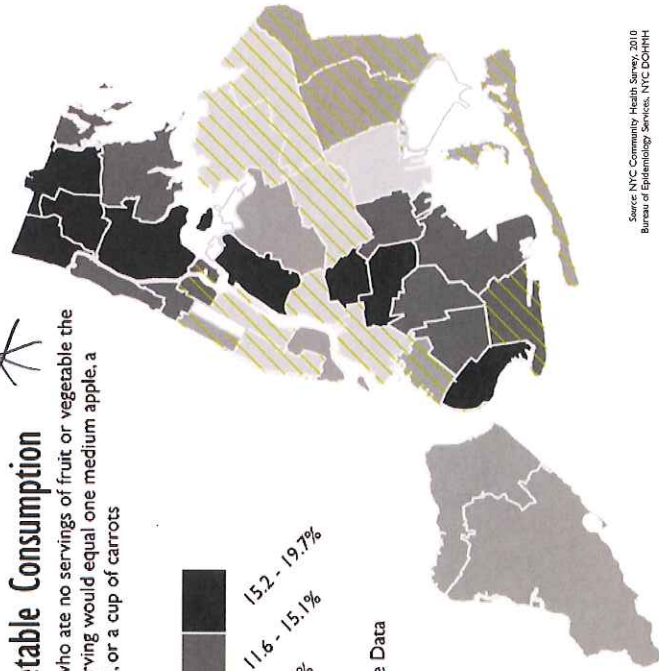 table Consumption
who ate no servings of fruit or vegetable the
rving would equal one medium apple, a
, or a cup of carrots
15.2 - 19.7%
11.6 - 15.1%
%
e Data
Source: NYC Community Health Survey, 2010
Bureau of Epidemiology Services, NYC DOHMH